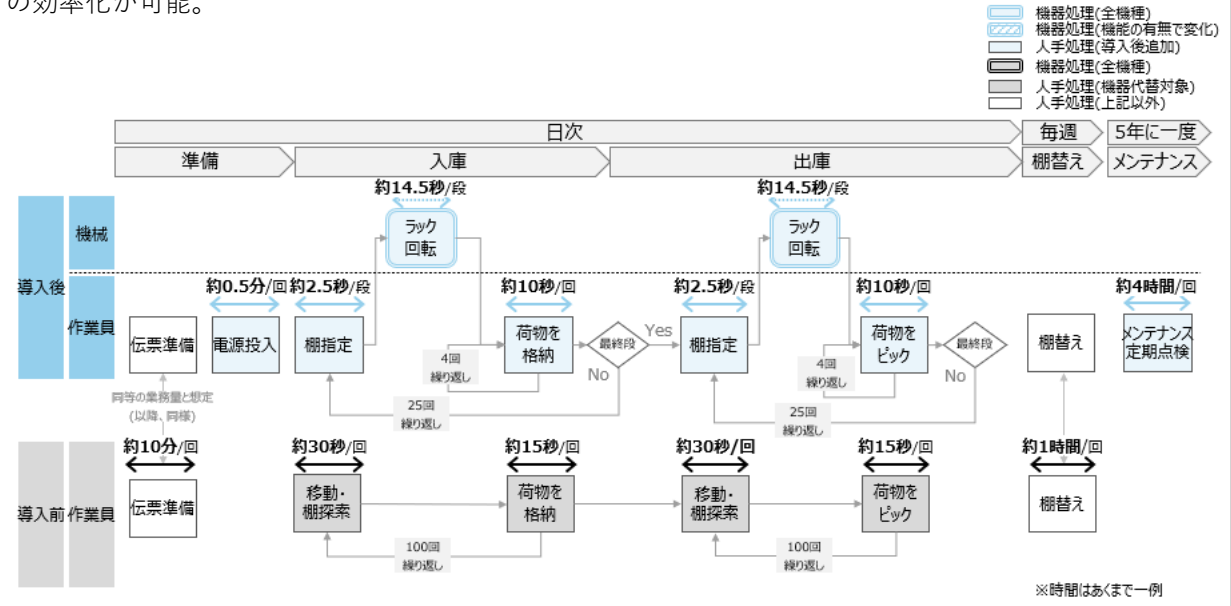 の効率化が可能。
機器処理(全機種)
機器処理(機能の有無で変化)
人手処理(導入後追加)
機器処理(全機種)
人手処理(機器代替対象)
人手処理(上記以外)
日次
毎週
5年に一度
準備
入庫
出庫
棚替え
メンテナンス
導入後
機械
約14.5秒/段
ラック
回転
約14.5秒/段
ラック
回転
作業員
伝票準備
約0.5分/回
電源投入
約2.5秒/段
棚指定
約10秒/回
荷物を
格納
4回
繰り返し
最終段
Yes
No
25回
繰り返し
約2.5秒/段
棚指定
約10秒/回
荷物を
ピック
4回
繰り返し
最終段
No
25回
繰り返し
棚替え
約4時間/回
メンテナンス
定期点検
同等の業務量と想定
(以降、同様)
導入前
作業員
約10分/回
伝票準備
約30秒/回
移動・
棚探索
約15秒/回
荷物を
格納
100回
繰り返し
約30秒/回
移動・
棚探索
約15秒/回
荷物を
ピック
100回
繰り返し
約1時間/回
棚替え
※時間はあくまで一例